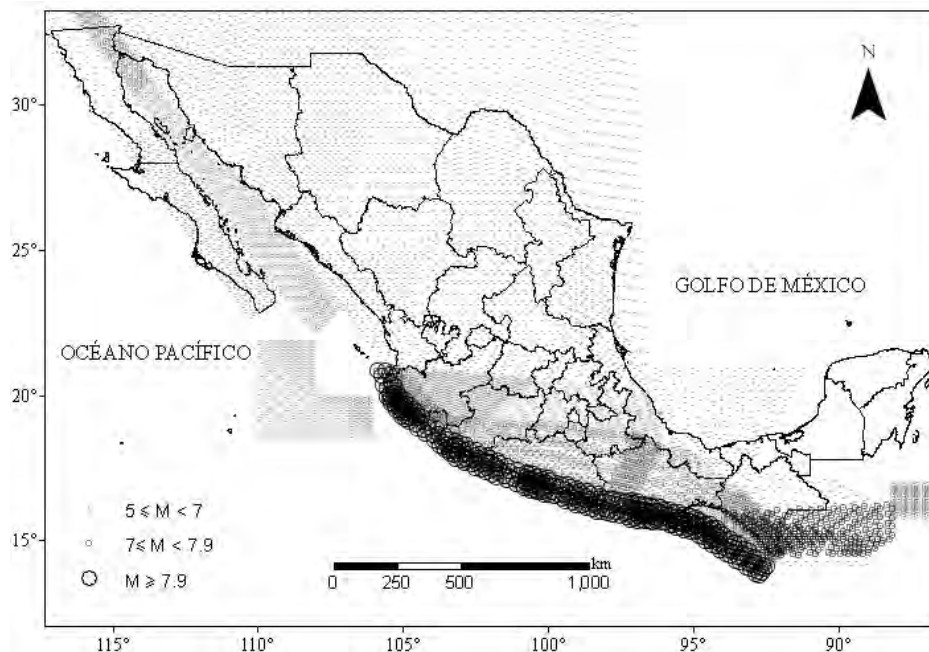 N
30°
25°
GOLFO DE MÉXICO
OCÉANO PACÍFICO
20°
5 ⩽ M < 7
7⩽ M < 7.9
M ⩾ 7.9
15°
km
0 250 500 1,000
115° 110° 105° 100° 95° 90°